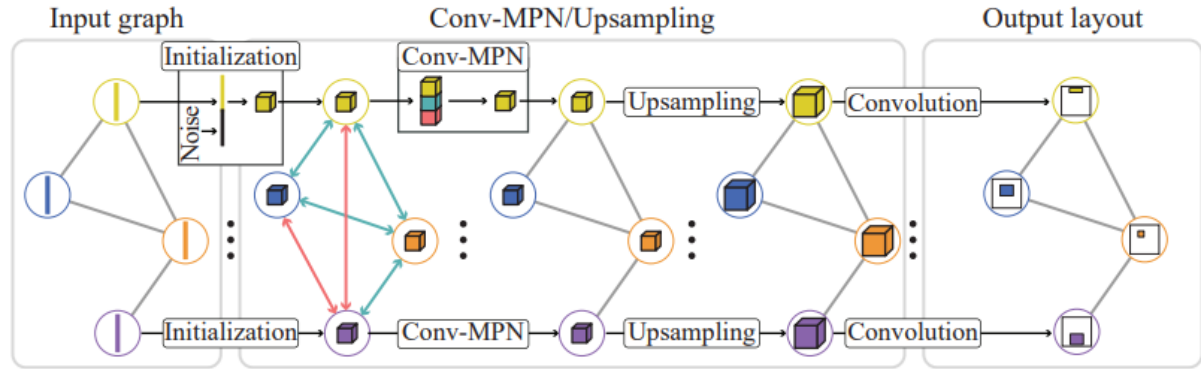 Input graph
Conv-MPN/Upsampling
Output layout
Initialization
Noise
Conv-MPN
Upsampling
Convolution
Initialization
Conv-MPN
Upsampling
Convolution